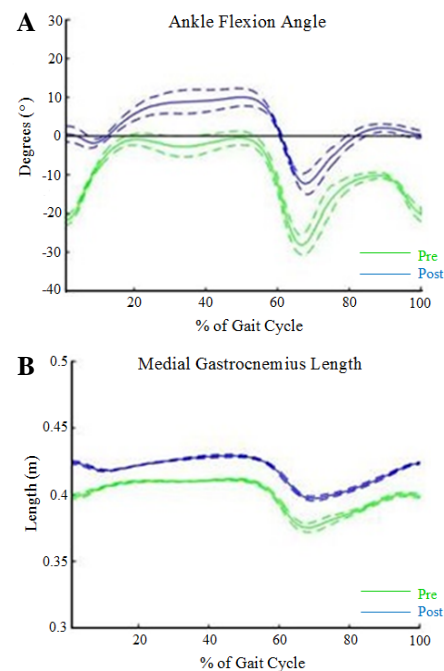 A
Ankle Flexion Angle
30
20
10
0
-10
-20
-30
-40
Degrees (°)
20
40
60
80
100
% of Gait Cycle
Pre
Post
B
Medial Gastrocnemius Length
0.5
0.45
0.4
0.35
0.3
Length (m)
20
40
60
80
100
% of Gait Cycle
Pre
Post